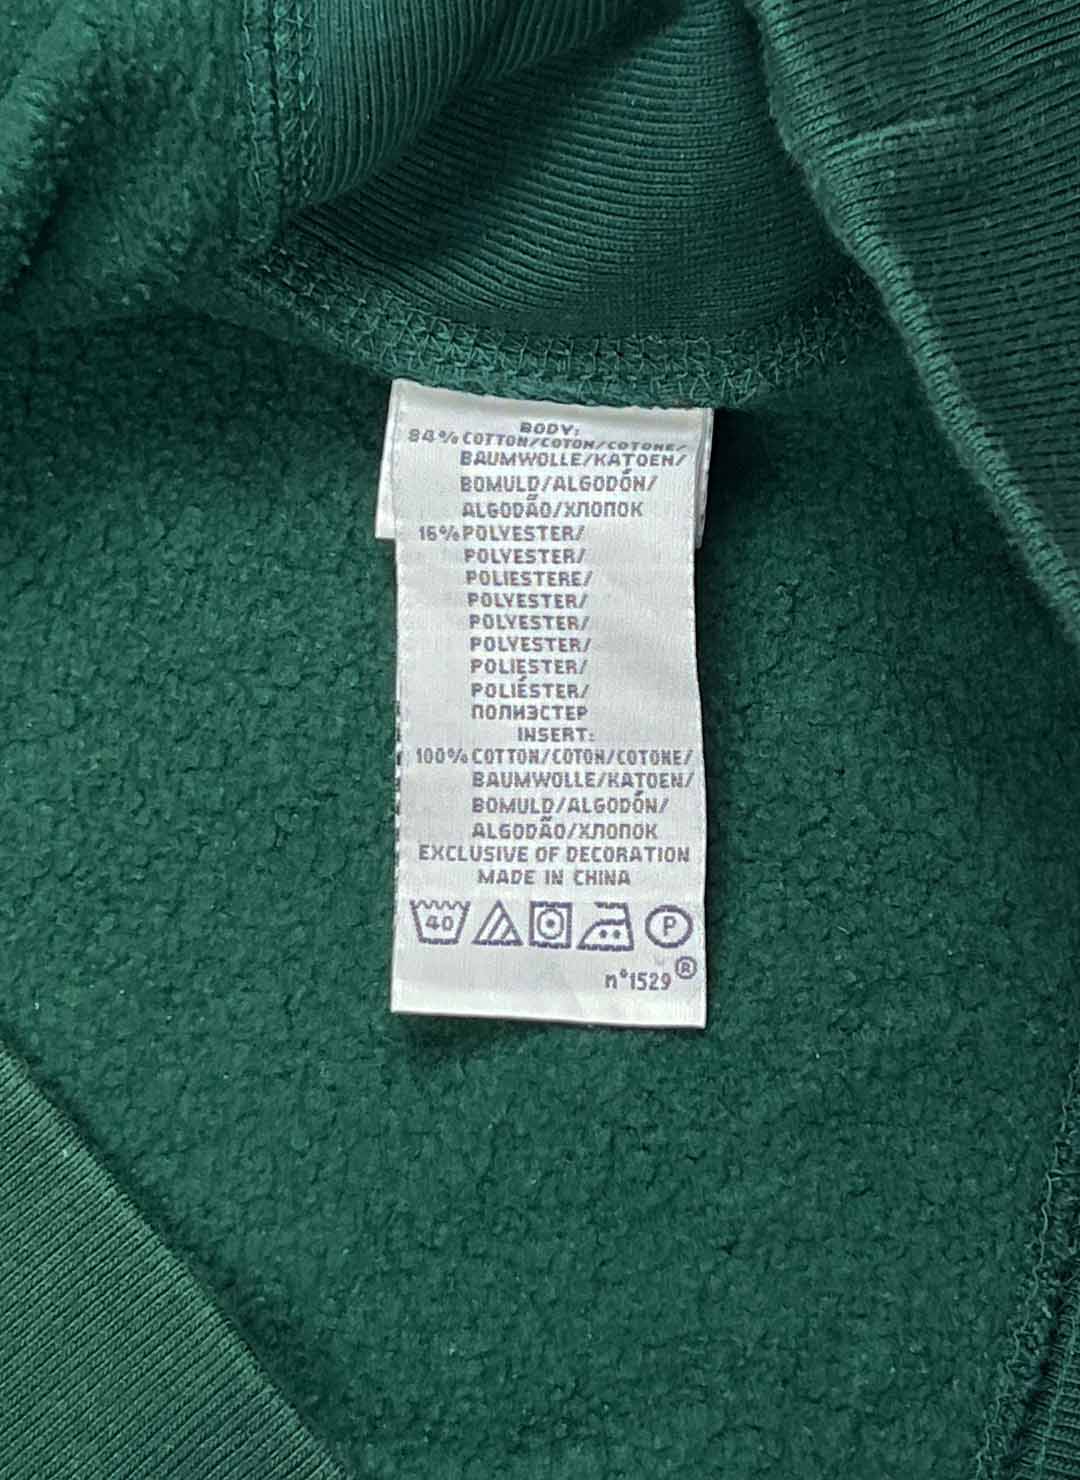 BODY:
84% COTTON/COTON/COTONE/
BAUMWOLLE/KATOEN/
BOMULD/ALGODÓN/
ALGODÃO/ХЛОПОК
16% POLYESTER/
POLYESTER/
POLIESTERE/
POLYESTER/
POLYESTER/
POLYESTER/
POLIESTER/
POLIÉSTER/
ПОЛИЭСТЕР
INSERT:
100% COTTON/COTON/COTONE/
BAUMWOLLE/KATOEN/
BOMULD/ALGODÓN/
ALGODÃO/ХЛОПОК
EXCLUSIVE OF DECORATION
MADE IN CHINA
40 P
n°1529®